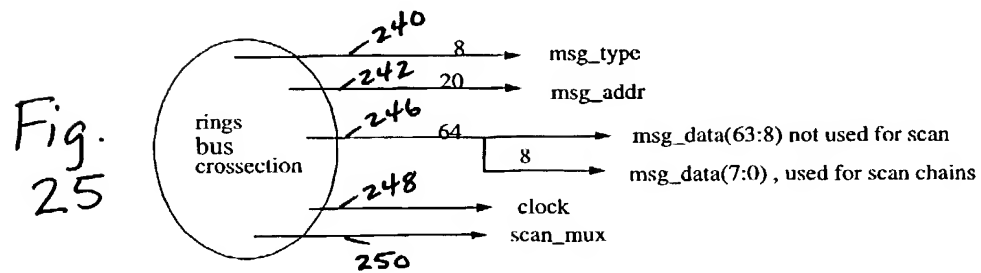 240
8 msg_type
242
20 msg_addr
246
64 msg_data(63:8) not used for scan
8
msg_data(7:0) , used for scan chains
rings
bus
crossection
248
clock
scan_mux
250
Fig.
25